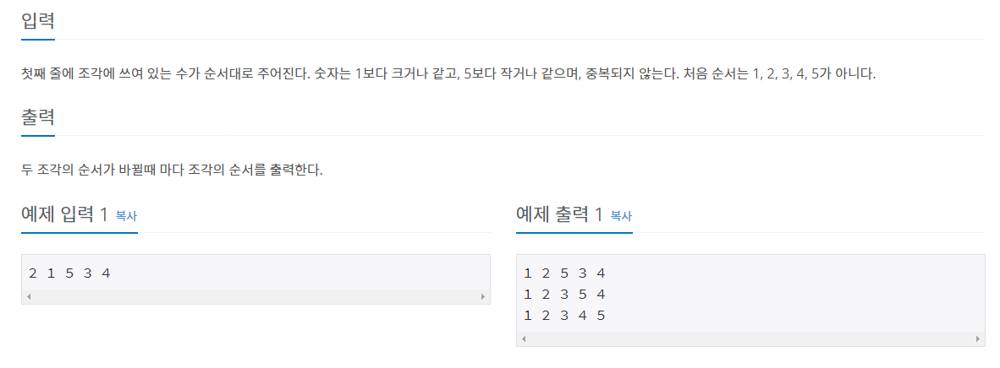 입력
첫째 줄에 조각에 쓰여 있는 수가 순서대로 주어진다. 숫자는 1보다 크거나 같고, 5보다 작거나 같으며, 중복되지 않는다. 처음 순서는 1, 2, 3, 4, 5가 아니다.
출력
두 조각의 순서가 바뀔때 마다 조각의 순서를 출력한다.
예제 입력 1 복사
2 1 5 3 4
예제 출력 1 복사
1 2 5 3 4
1 2 3 5 4
1 2 3 4 5